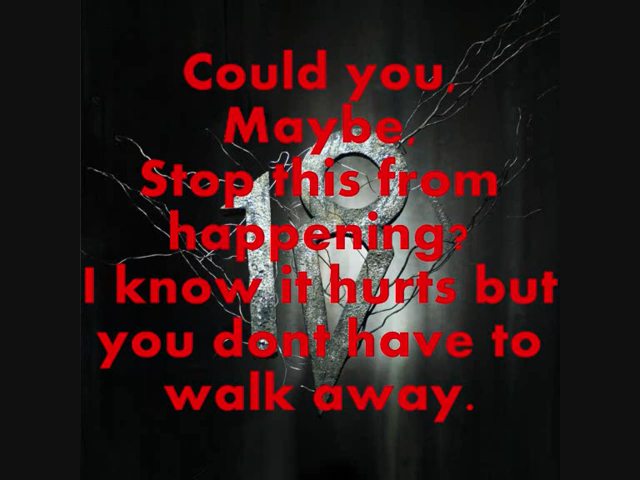 Could you,
Maybe,
Stop this from
happening?
I know it hurts but
you dont have to
walk away.